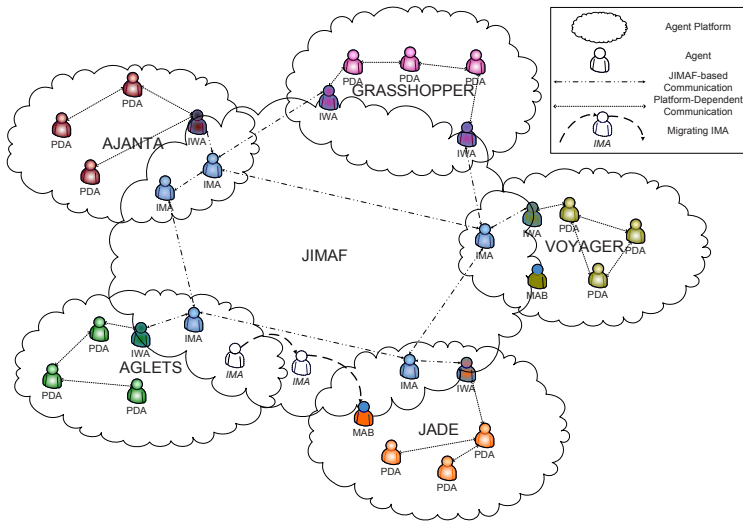 Agent Platform
Agent
JIMAF-based
Communication
Platform-Dependent
Communication
IMA
Migrating IMA
PDA
PDA
PDA
GRASSHOPPER
IWA
IWA
PDA
PDA
AJANTA
IWA
PDA
IMA
IMA
JIMAF
IMA
IWA
PDA
VOYAGER
PDA
MAB
PDA
IMA
PDA
IWA
AGLETS
IMA
IMA
PDA
PDA
IMA
IWA
MAB
JADE
PDA
PDA
PDA